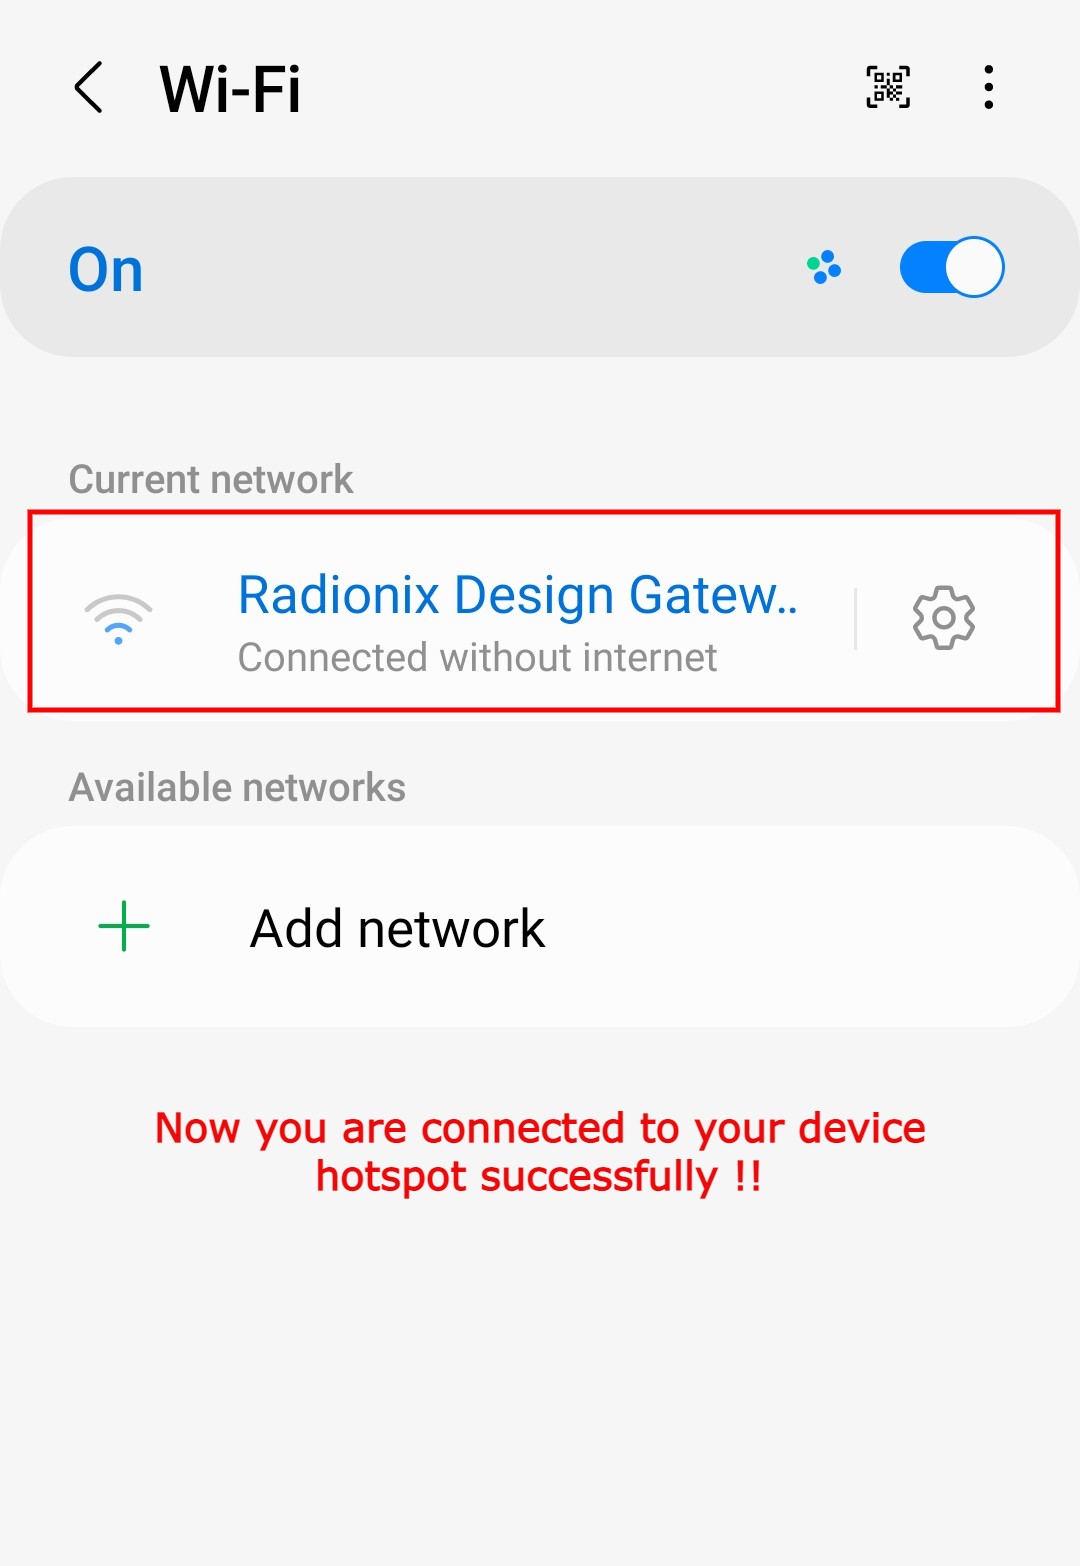 Wi-Fi
On
Current network
Radionix Design Gatew..
Connected without internet
Available networks
Add network
Now you are connected to your device
hotspot successfully !!